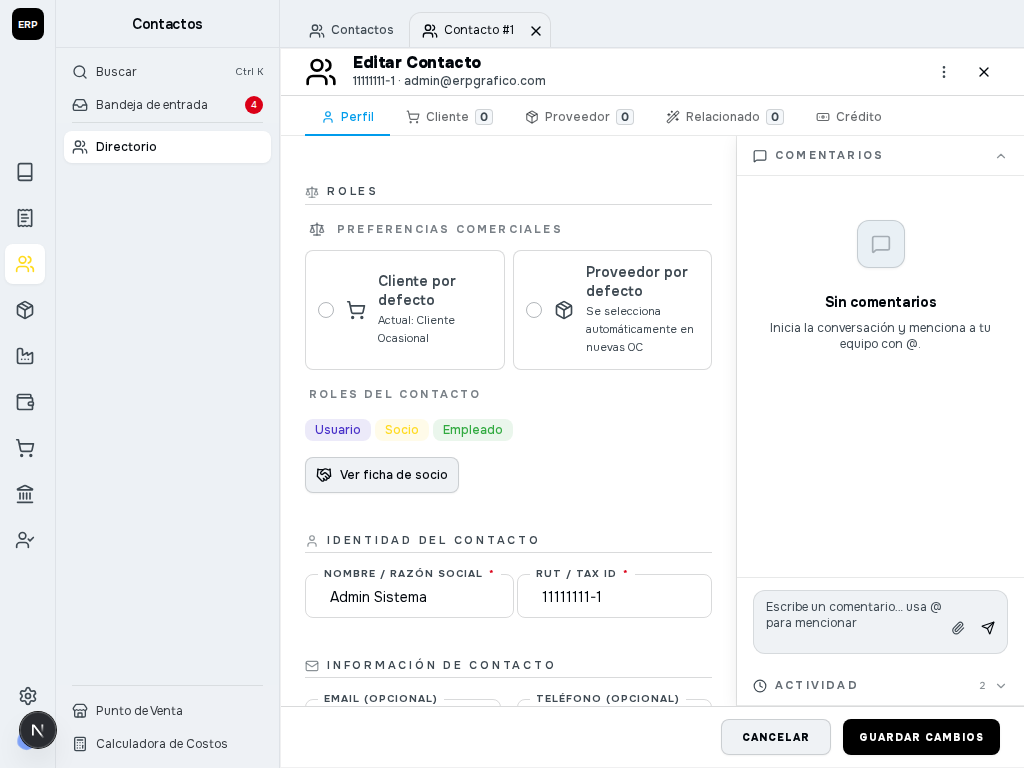 ERP
Contactos
Buscar
Ctrl K
Bandeja de entrada
4
Directorio
Punto de Venta
Calculadora de Costos
N
Contactos
Contacto #1
Editar Contacto
11111111-1 · admin@erpgrafico.com
Perfil
Cliente 0
Proveedor 0
Relacionado 0
Crédito
ROLES
PREFERENCIAS COMERCIALES
Cliente por
defecto
Actual: Cliente
Ocasional
Proveedor por
defecto
Se selecciona
automáticamente en
nuevas OC
ROLES DEL CONTACTO
Usuario
Socio
Empleado
Ver ficha de socio
IDENTIDAD DEL CONTACTO
NOMBRE / RAZÓN SOCIAL *
Admin Sistema
RUT / TAX ID *
11111111-1
INFORMACIÓN DE CONTACTO
EMAIL (OPCIONAL)
TELÉFONO (OPCIONAL)
COMENTARIOS
Sin comentarios
Inicia la conversación y menciona a tu
equipo con @.
Escribe un comentario... usa @
para mencionar
ACTIVIDAD
2
CANCELAR
GUARDAR CAMBIOS